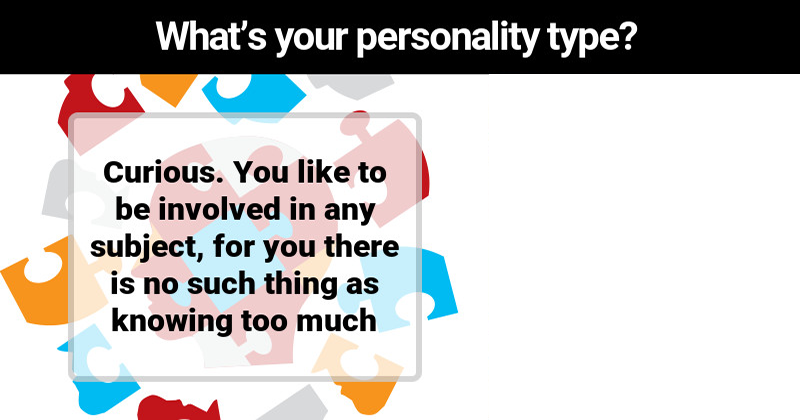 What’s your personality type?
Curious. You like to
be involved in any
subject, for you there
is no such thing as
knowing too much